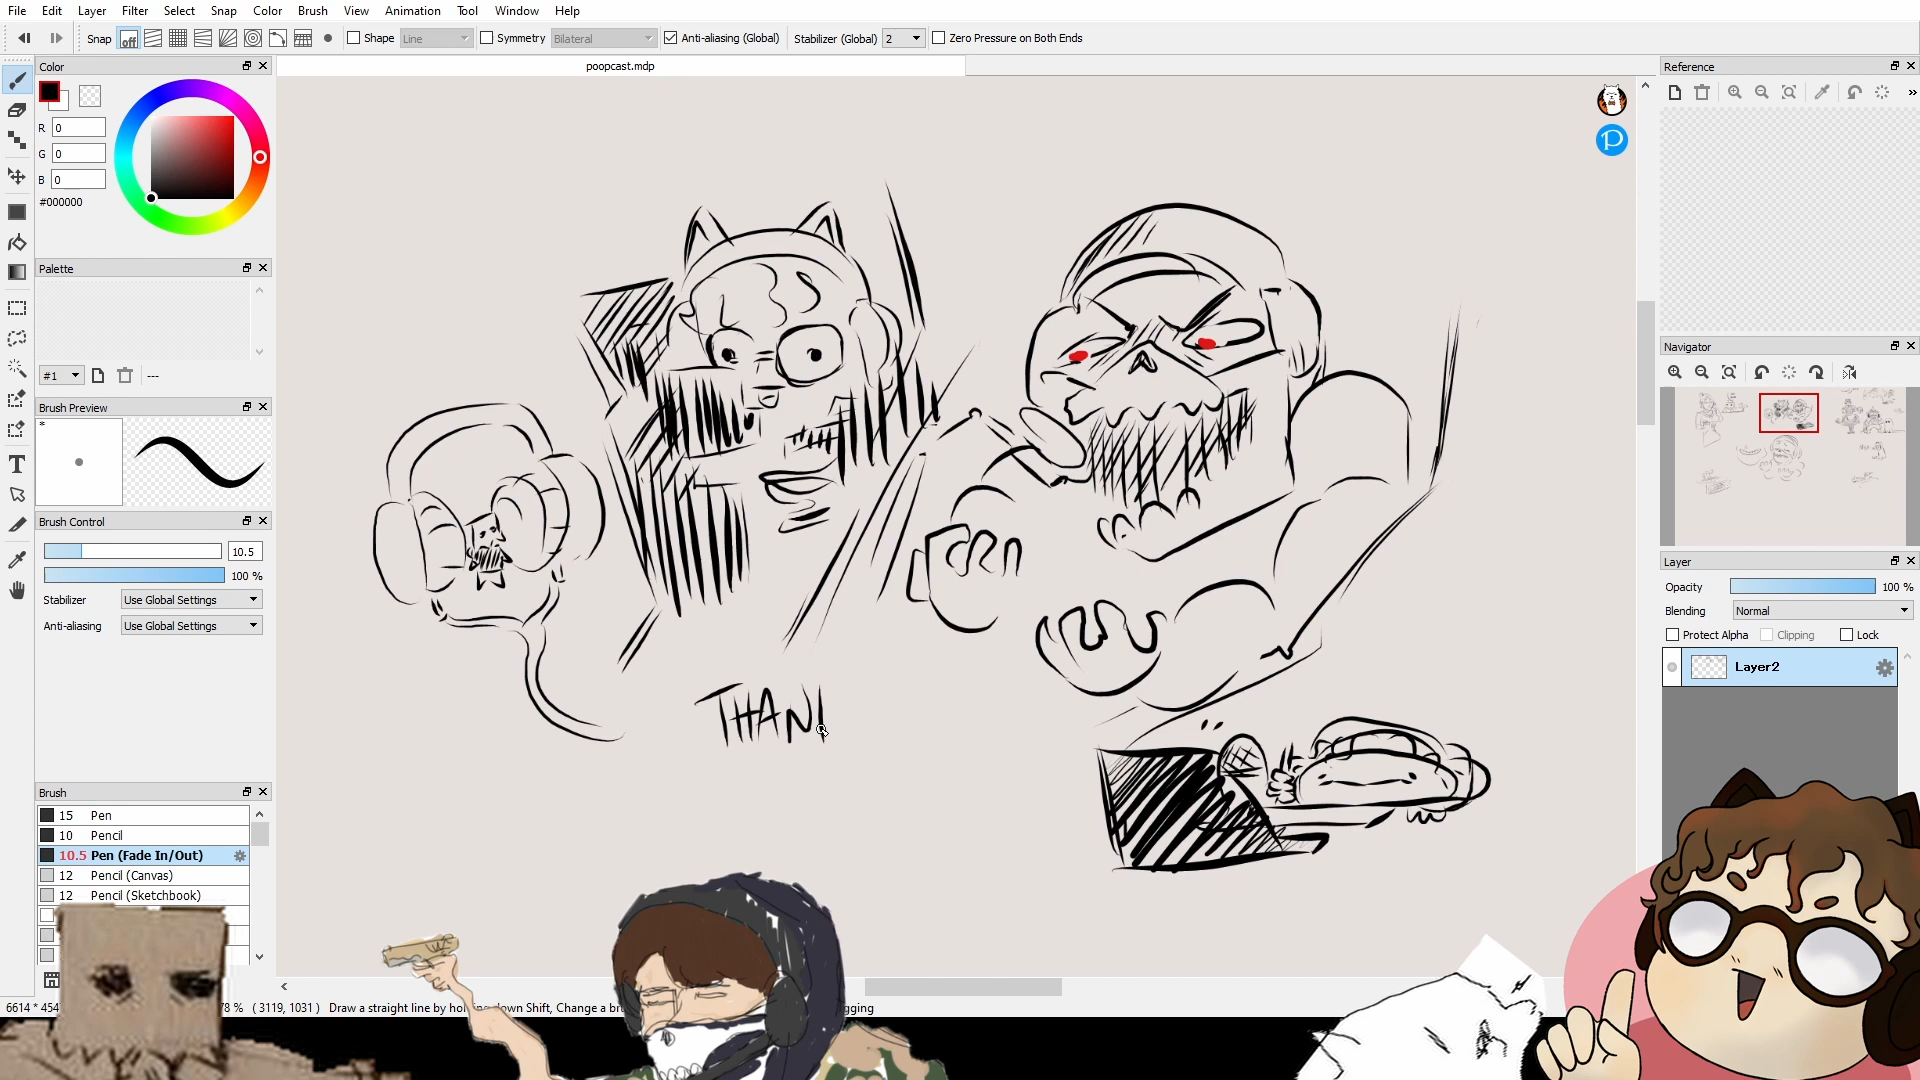 File Edit Layer Filter Select Snap Color Brush View Animation Tool Window Help
Snap off Shape Line Symmetry Bilateral Anti-aliasing (Global) Stabilizer (Global) 2 Zero Pressure on Both Ends
Color
poopcast.mdp
Reference
R 0
G 0
B 0
#000000
Palette
#1 ---
Navigator
Brush Preview
*
Brush Control
10.5
100 %
Stabilizer Use Global Settings
Anti-aliasing Use Global Settings
Layer
Opacity 100 %
Blending Normal
Protect Alpha Clipping Lock
Layer2
THAN
Brush
15 Pen
10 Pencil
10.5 Pen (Fade In/Out)
12 Pencil (Canvas)
12 Pencil (Sketchbook)
( 3119, 1031 ) Draw a straight line by Shift, Change a